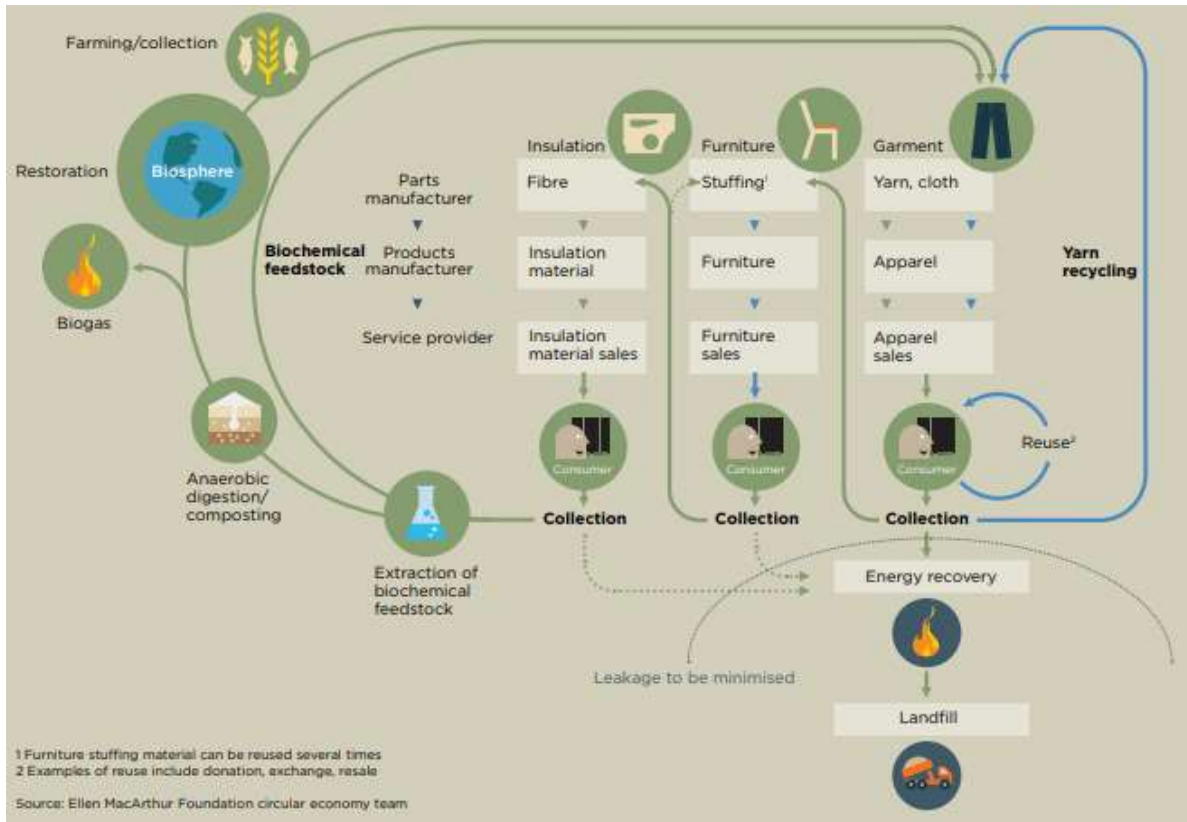 Farming/collection
Restoration
Biosphere
Biogas
Anaerobic
digestion/
composting
Extraction of
biochemical
feedstock
Biochemical
feedstock
Parts
manufacturer
Products
manufacturer
Service provider
Insulation
Fibre
Insulation
material
Insulation
material sales
Consumer
Collection
Furniture
Stuffing¹
Furniture
Furniture
sales
Consumer
Collection
Garment
Yarn, cloth
Apparel
Apparel
sales
Consumer
Collection
Reuse²
Yarn
recycling
Energy recovery
Leakage to be minimised
Landfill
1 Furniture stuffing material can be reused several times
2 Examples of reuse include donation, exchange, resale
Source: Ellen MacArthur Foundation circular economy team